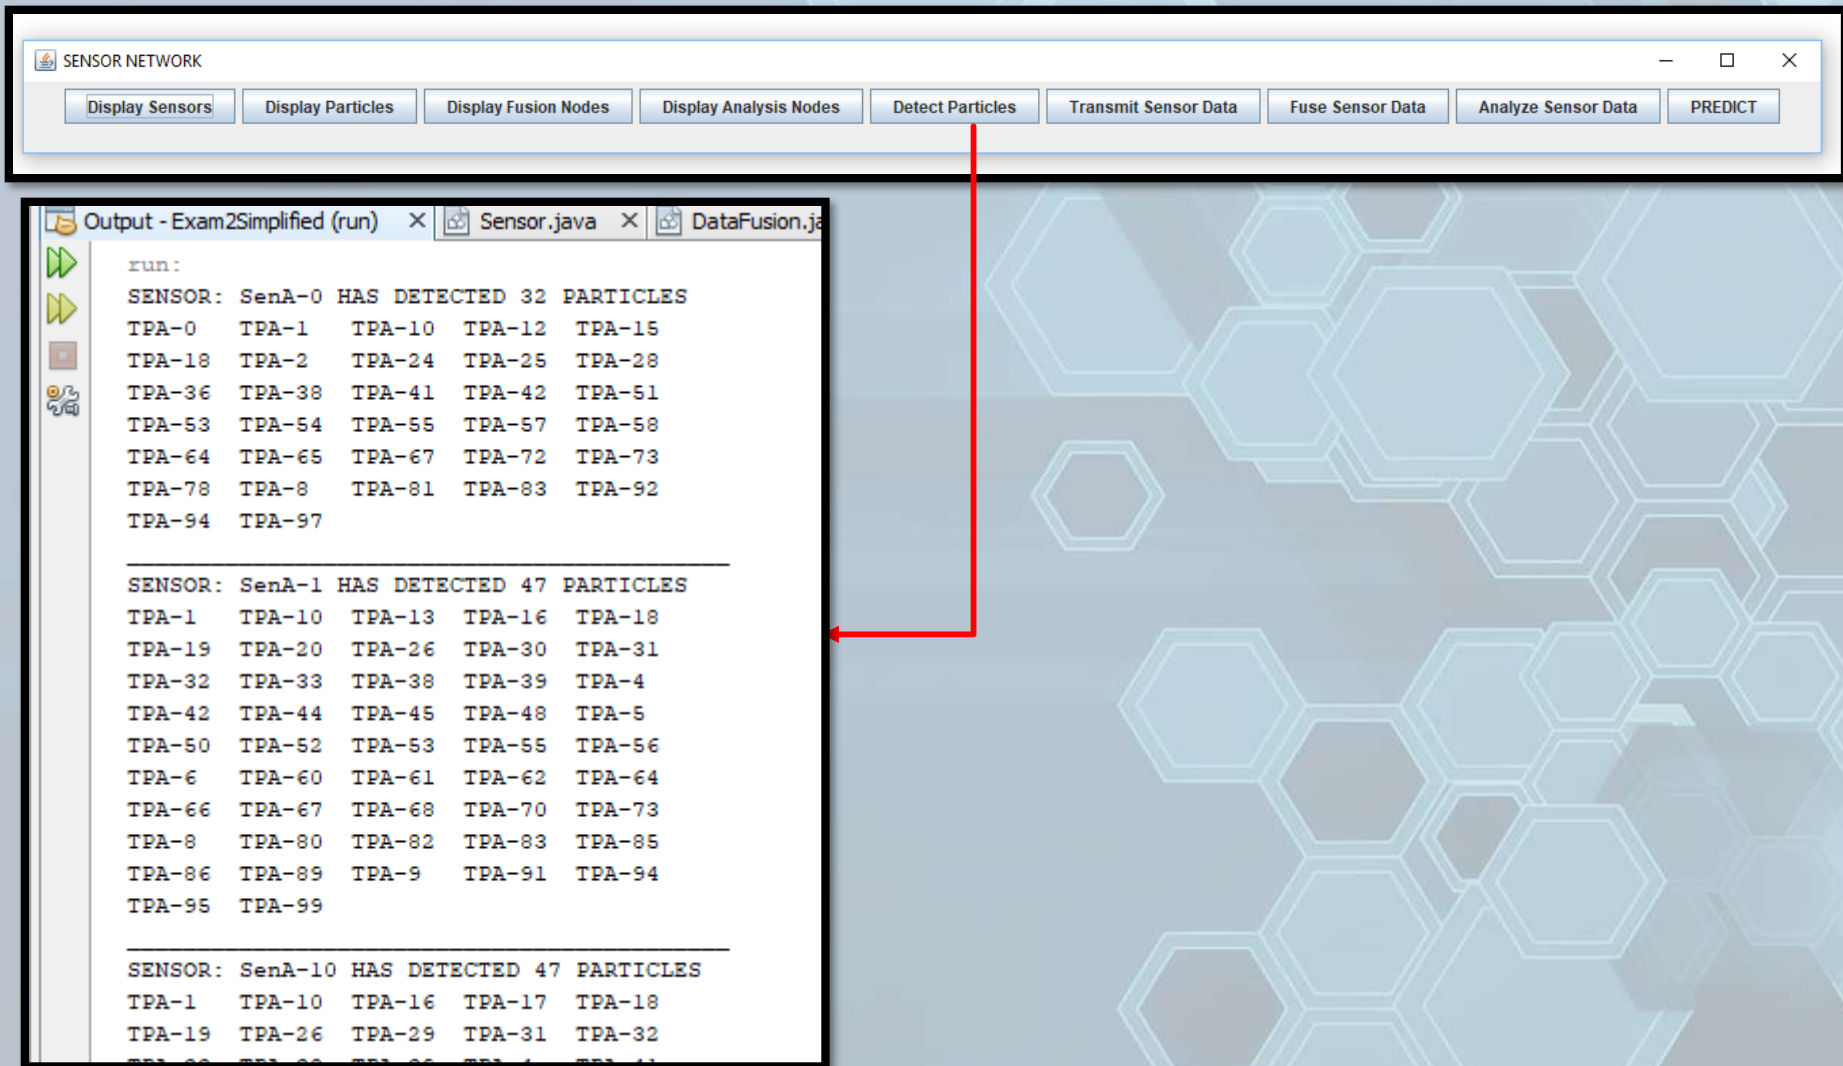 SENSOR NETWORK
Display Sensors Display Particles Display Fusion Nodes Display Analysis Nodes Detect Particles Transmit Sensor Data Fuse Sensor Data Analyze Sensor Data PREDICT
Output - Exam2Simplified (run) Sensor.java DataFusion.ja
run:
SENSOR: SenA-0 HAS DETECTED 32 PARTICLES
TPA-0 TPA-1 TPA-10 TPA-12 TPA-15
TPA-18 TPA-2 TPA-24 TPA-25 TPA-28
TPA-36 TPA-38 TPA-41 TPA-42 TPA-51
TPA-53 TPA-54 TPA-55 TPA-57 TPA-58
TPA-64 TPA-65 TPA-67 TPA-72 TPA-73
TPA-78 TPA-8 TPA-81 TPA-83 TPA-92
TPA-94 TPA-97
SENSOR: SenA-1 HAS DETECTED 47 PARTICLES
TPA-1 TPA-10 TPA-13 TPA-16 TPA-18
TPA-19 TPA-20 TPA-26 TPA-30 TPA-31
TPA-32 TPA-33 TPA-38 TPA-39 TPA-4
TPA-42 TPA-44 TPA-45 TPA-48 TPA-5
TPA-50 TPA-52 TPA-53 TPA-55 TPA-56
TPA-6 TPA-60 TPA-61 TPA-62 TPA-64
TPA-66 TPA-67 TPA-68 TPA-70 TPA-73
TPA-8 TPA-80 TPA-82 TPA-83 TPA-85
TPA-86 TPA-89 TPA-9 TPA-91 TPA-94
TPA-95 TPA-99
SENSOR: SenA-10 HAS DETECTED 47 PARTICLES
TPA-1 TPA-10 TPA-16 TPA-17 TPA-18
TPA-19 TPA-26 TPA-29 TPA-31 TPA-32